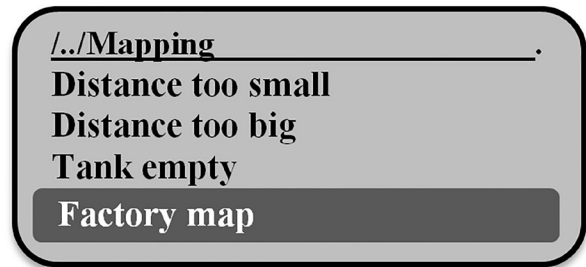 /../Mapping .
Distance too small
Distance too big
Tank empty
Factory map